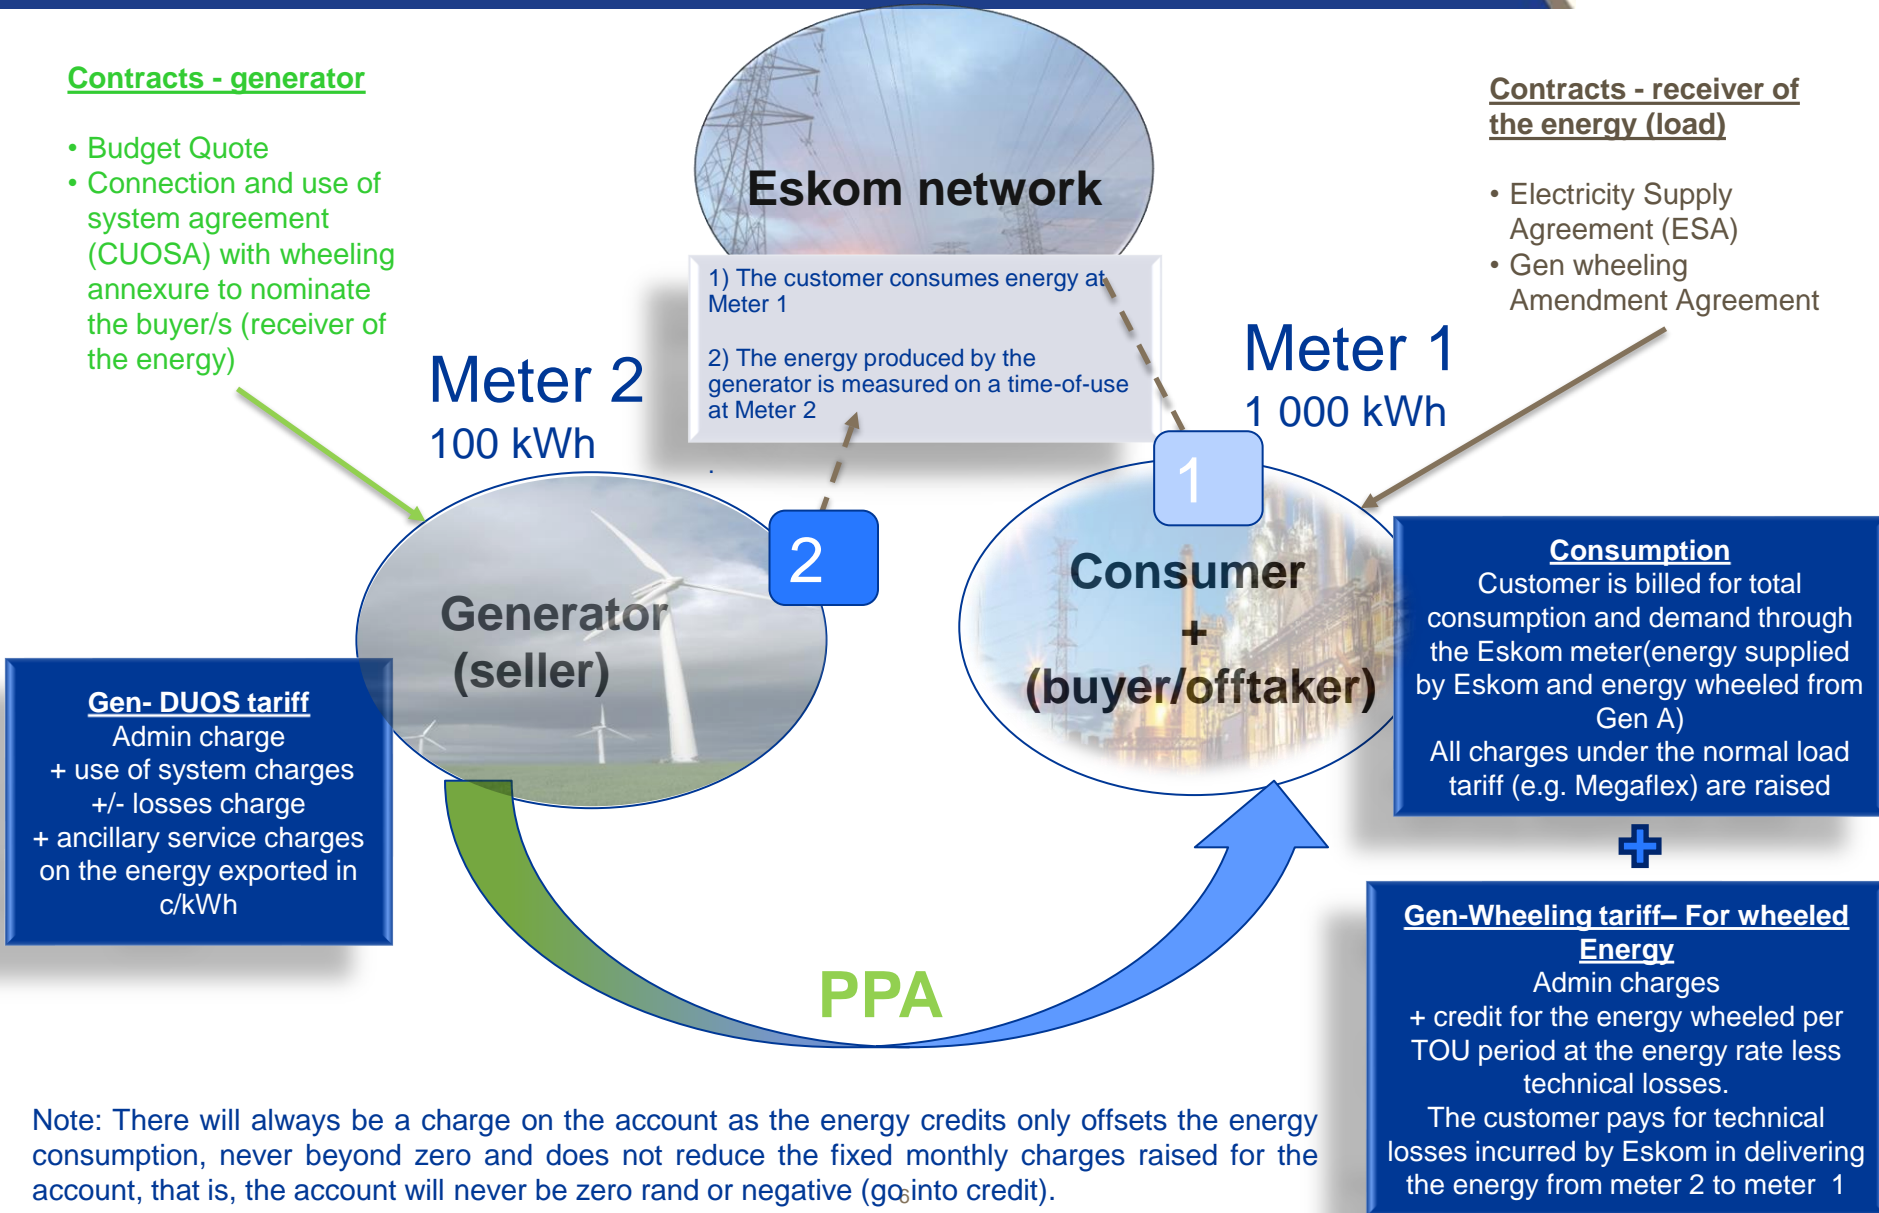 Contracts - generator
• Budget Quote
• Connection and use of
system agreement
(CUOSA) with wheeling
annexure to nominate
the buyer/s (receiver of
the energy)
Eskom network
1) The customer consumes energy at
Meter 1
2) The energy produced by the
generator is measured on a time-of-use
at Meter 2
.
Contracts - receiver of
the energy (load)
• Electricity Supply
Agreement (ESA)
• Gen wheeling
Amendment Agreement
Meter 2
100 kWh
Meter 1
1 000 kWh
2
1
Generator
(seller)
Consumer
+
(buyer/offtaker)
Gen- DUOS tariff
Admin charge
+ use of system charges
+/- losses charge
+ ancillary service charges
on the energy exported in
c/kWh
Consumption
Customer is billed for total
consumption and demand through
the Eskom meter(energy supplied
by Eskom and energy wheeled from
Gen A)
All charges under the normal load
tariff (e.g. Megaflex) are raised
PPA
Gen-Wheeling tariff– For wheeled
Energy
Admin charges
+ credit for the energy wheeled per
TOU period at the energy rate less
technical losses.
The customer pays for technical
losses incurred by Eskom in delivering
the energy from meter 2 to meter 1
Note: There will always be a charge on the account as the energy credits only offsets the energy
consumption, never beyond zero and does not reduce the fixed monthly charges raised for the
account, that is, the account will never be zero rand or negative (go into credit).
6